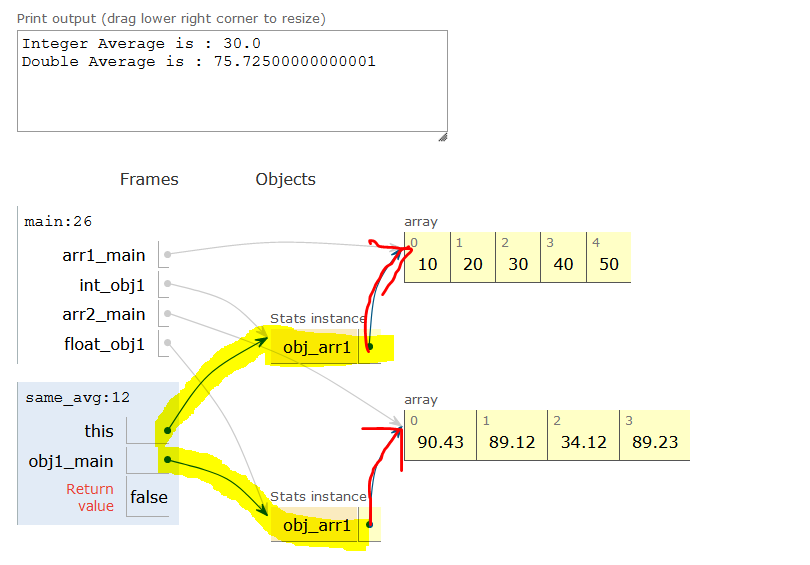 Print output (drag lower right corner to resize)
Integer Average is : 30.0
Double Average is : 75.72500000000001
Frames Objects
main:26
arr1_main
int_obj1
arr2_main
float_obj1
array
0 1 2 3 4
10 20 30 40 50
Stats instance
obj_arr1
same_avg:12
this
obj1_main
Return
value
false
array
0 1 2 3
90.43 89.12 34.12 89.23
Stats instance
obj_arr1